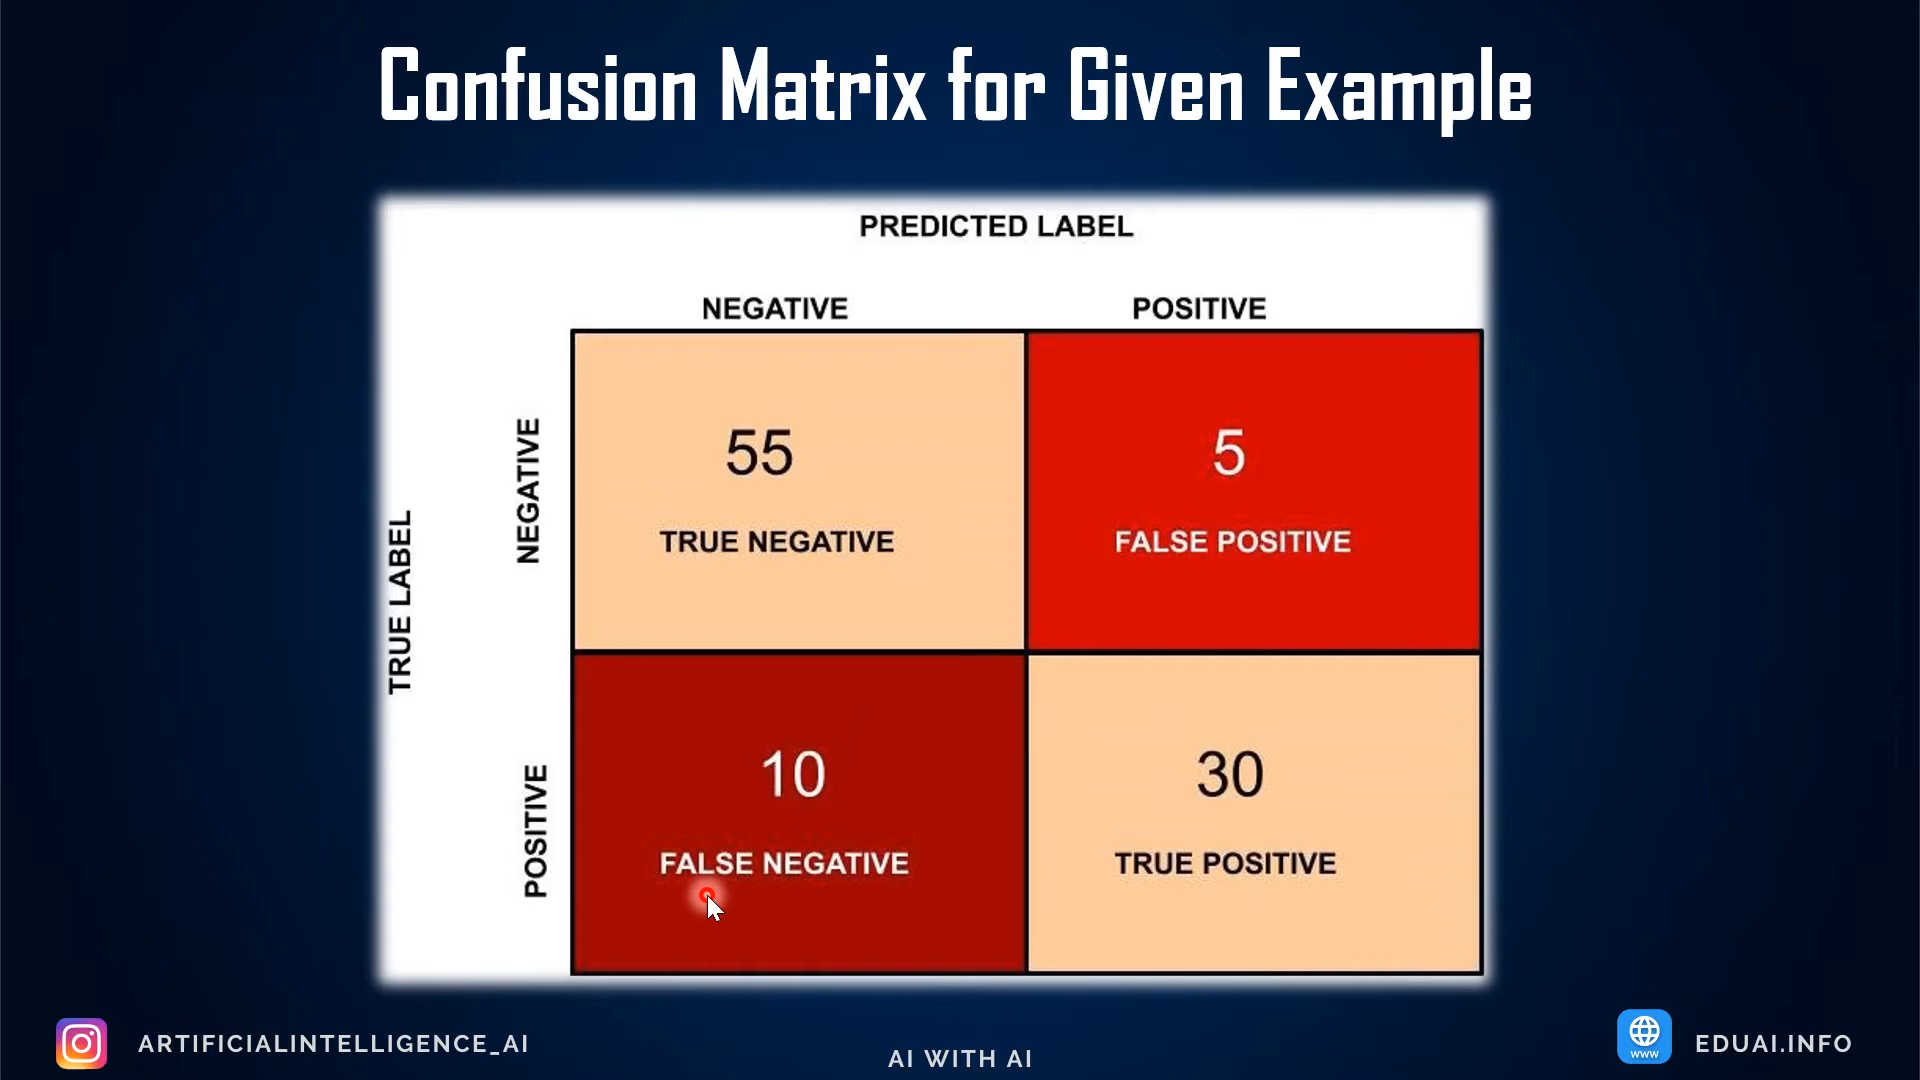 Confusion Matrix for Given Example
PREDICTED LABEL
NEGATIVE POSITIVE
TRUE LABEL
NEGATIVE
55
TRUE NEGATIVE
5
FALSE POSITIVE
POSITIVE
10
FALSE NEGATIVE
30
TRUE POSITIVE
ARTIFICIALINTELLIGENCE_AI
AI WITH AI
www
EDUAI.INFO